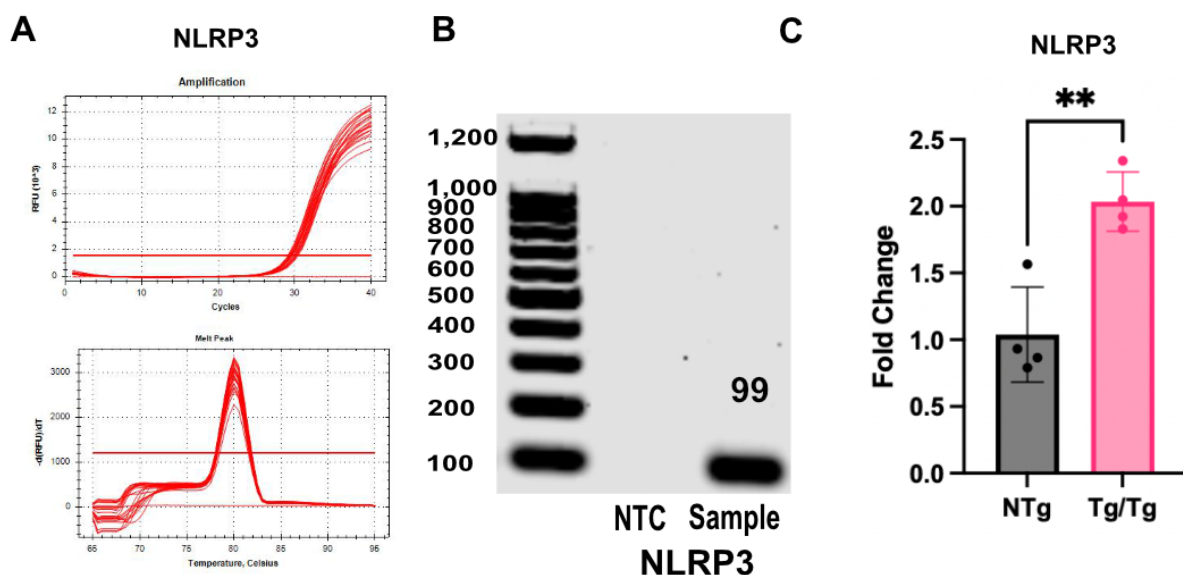 A
NLRP3
Amplification
RFU (10^3)
12
10
8
6
4
2
0
0
10
20
30
40
Cycles
Melt Peak
-d(RFU)/dT
3000
2000
1000
0
65
70
75
80
85
90
95
Temperature, Celsius
B
1,200
1,000
900
800
700
600
500
400
300
200
100
99
NTC Sample
NLRP3
C
NLRP3
**
Fold Change
2.5
2.0
1.5
1.0
0.5
0.0
NTg
Tg/Tg